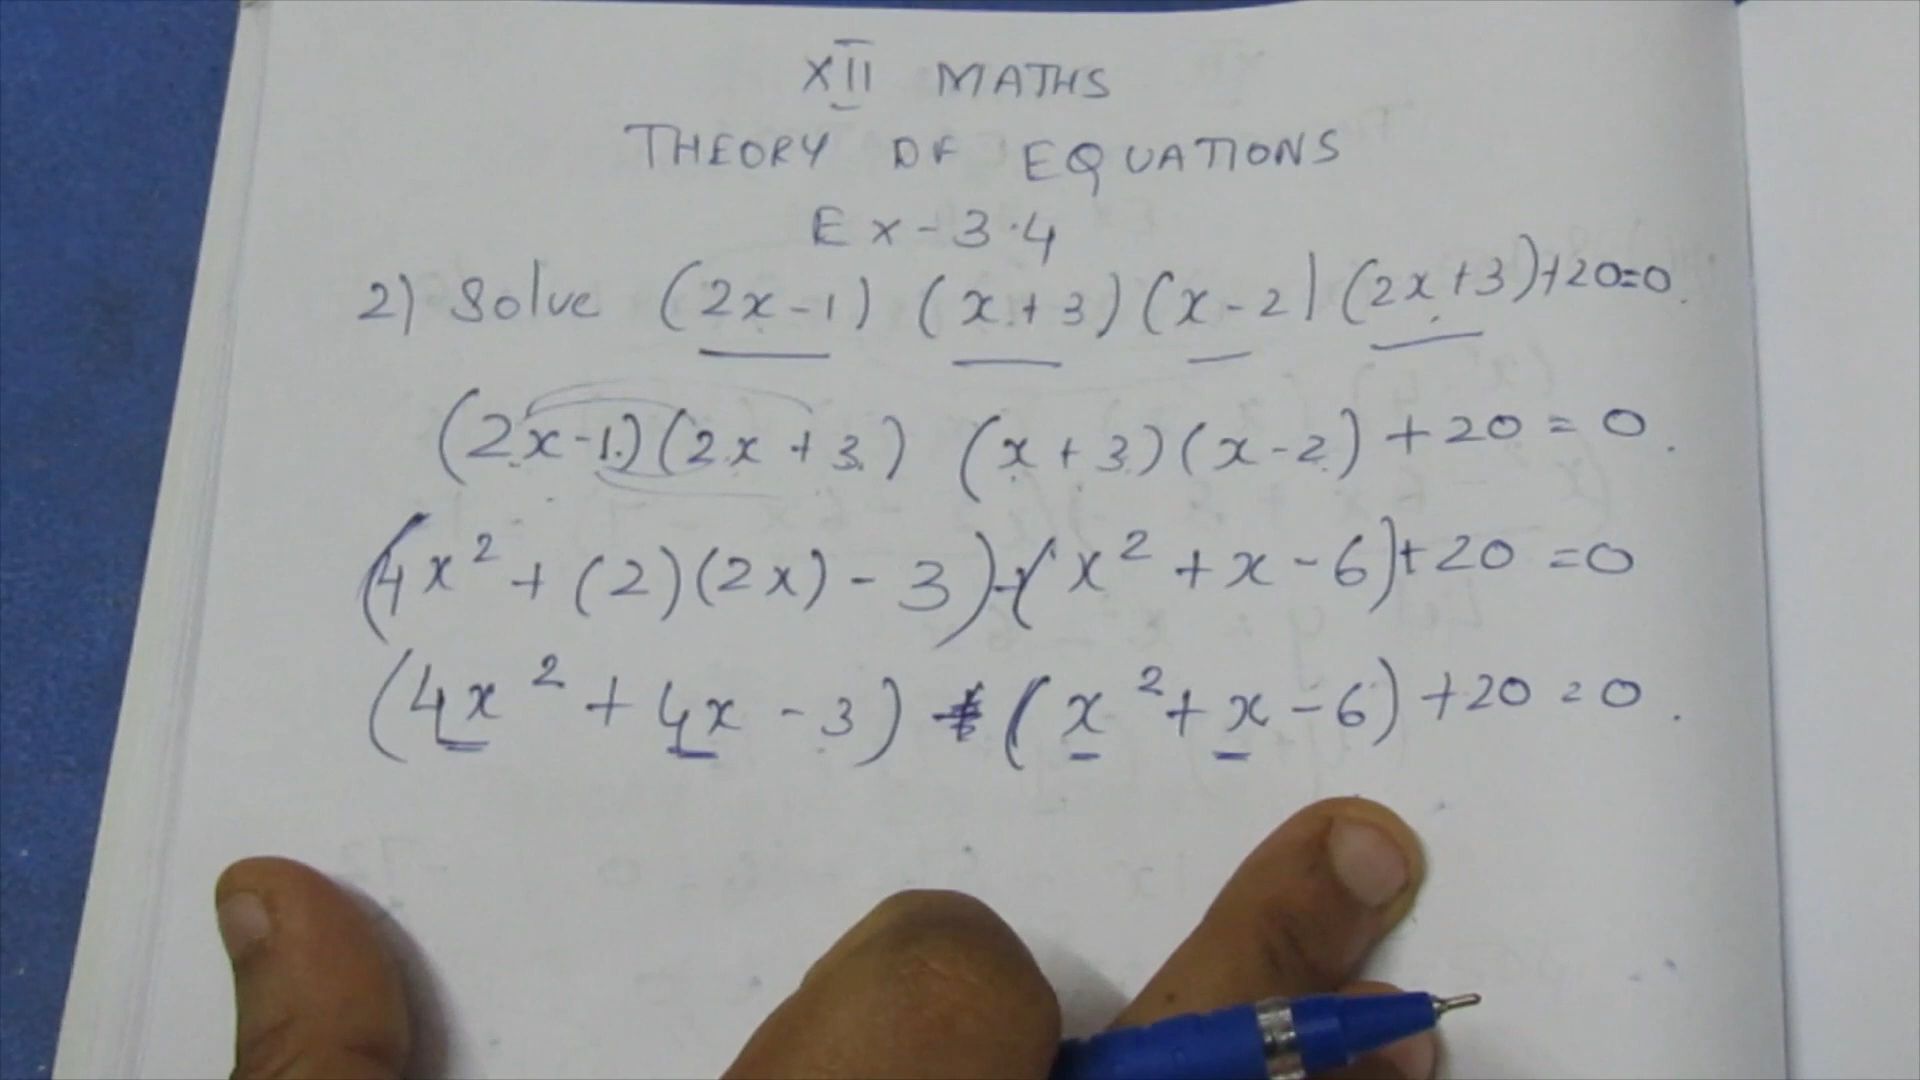 XII MATHS
THEORY OF EQUATIONS
Ex-3.4
2) Solve (2x-1) (x+3) (x-2) (2x+3)+20=0.
(2x-1)(2x+3) (x+3)(x-2)+20=0.
(4x²+(2)(2x)-3) (x²+x-6)+20=0
(4x²+4x-3) (x²+x-6)+20=0.